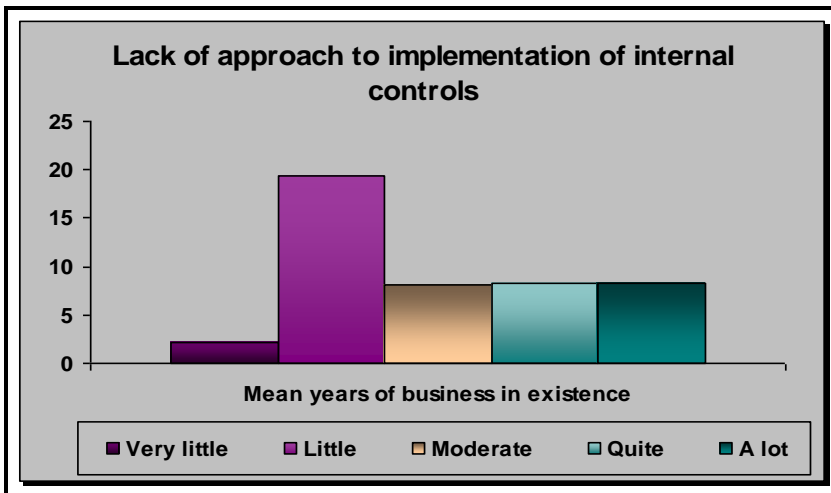 Lack of approach to implementation of internal
controls
25
20
15
10
5
0
Mean years of business in existence
Very little Little Moderate Quite A lot